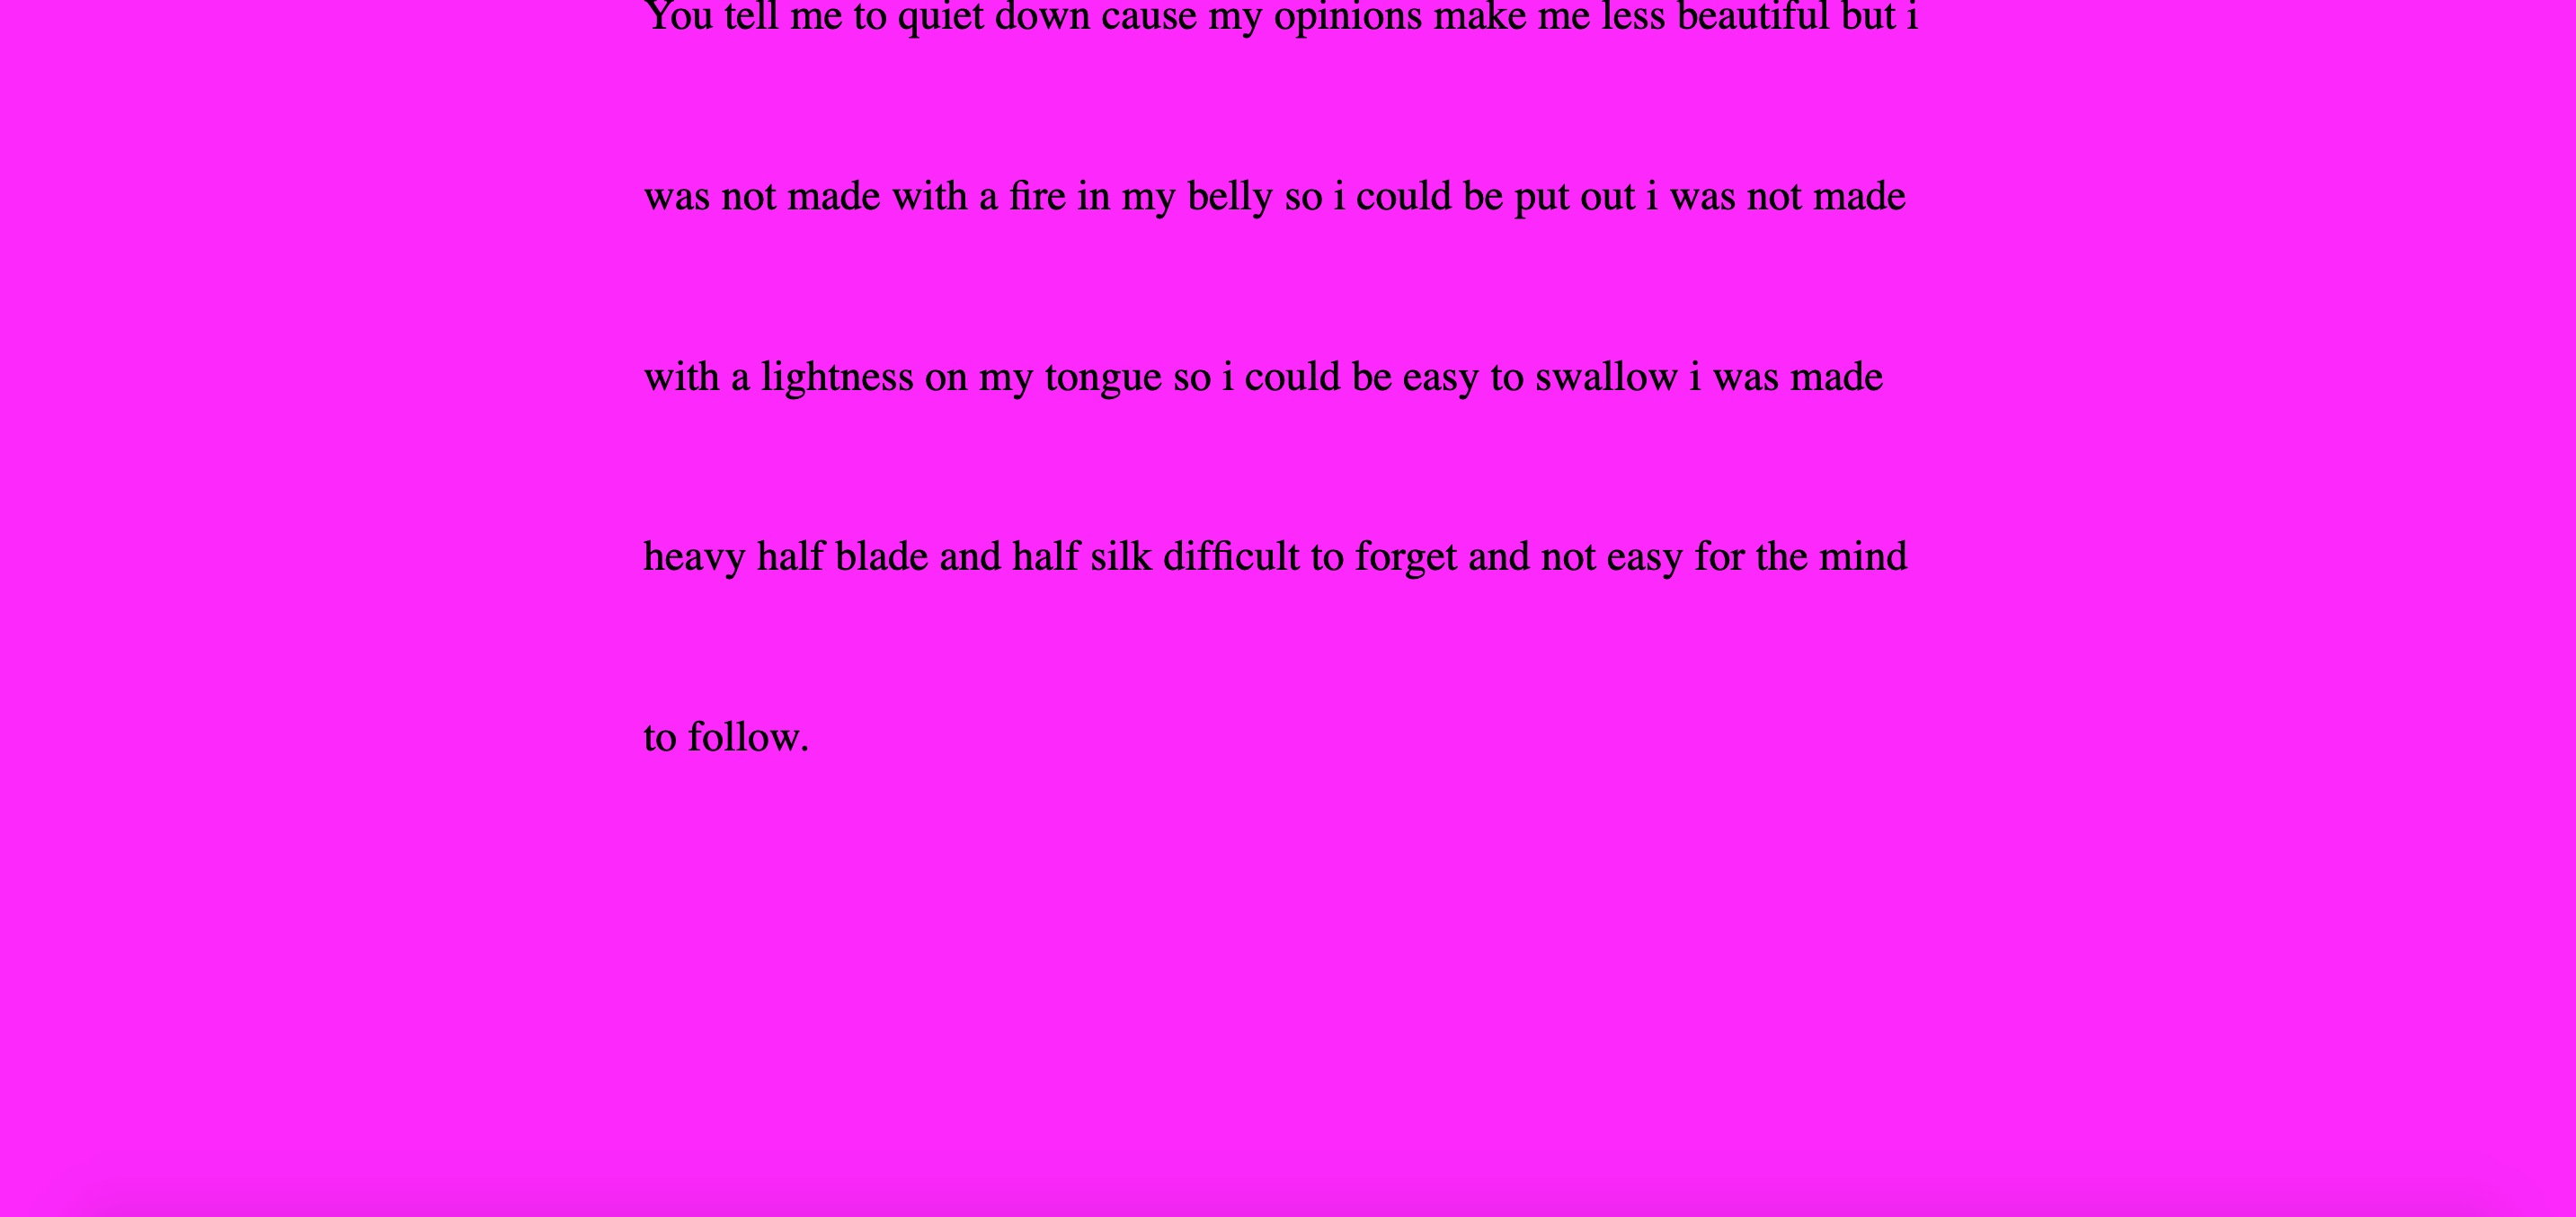 You tell me to quiet down cause my opinions make me less beautiful but i
was not made with a fire in my belly so i could be put out i was not made
with a lightness on my tongue so i could be easy to swallow i was made
heavy half blade and half silk difficult to forget and not easy for the mind
to follow.